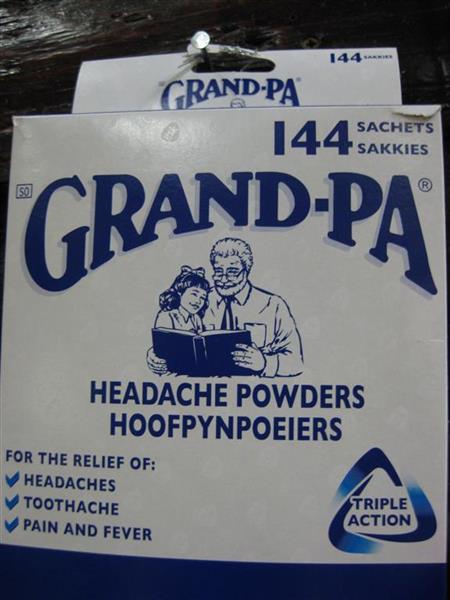 144 SAKKIES
GRAND-PA
144 SACHETS
SAKKIES
S0
GRAND-PA®
HEADACHE POWDERS
HOOFPYNPOEIERS
FOR THE RELIEF OF:
HEADACHES
TOOTHACHE
PAIN AND FEVER
TRIPLE
ACTION